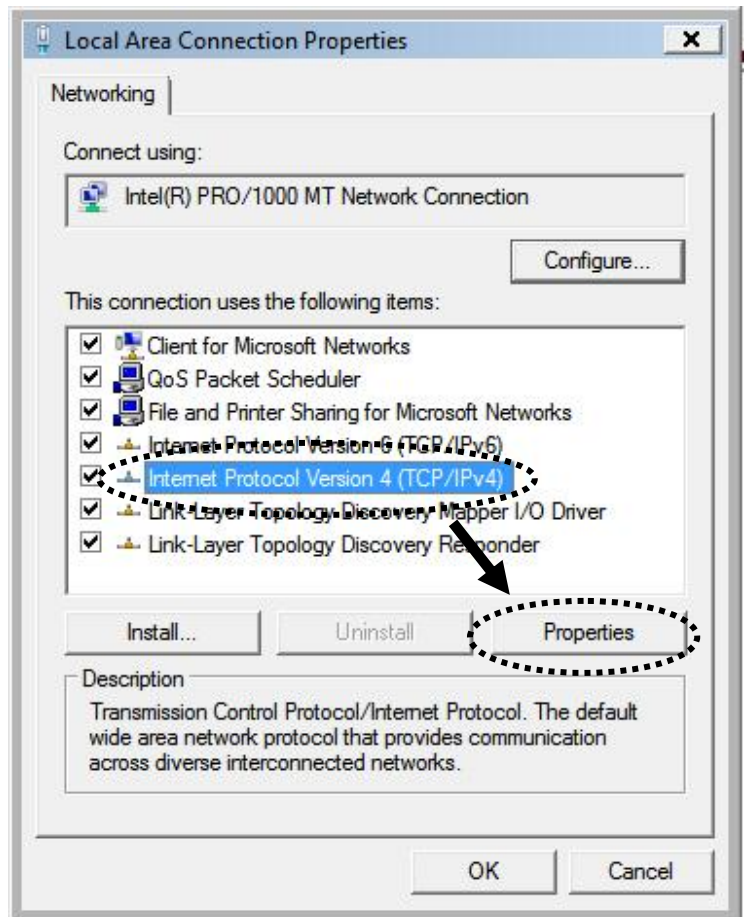 Local Area Connection Properties
Networking
Connect using:
Intel(R) PRO/1000 MT Network Connection
Configure...
This connection uses the following items:
Client for Microsoft Networks
QoS Packet Scheduler
File and Printer Sharing for Microsoft Networks
Internet Protocol Version 6 (TCP/IPv6)
Internet Protocol Version 4 (TCP/IPv4)
Link-Layer Topology Discovery Mapper I/O Driver
Link-Layer Topology Discovery Responder
Install...
Uninstall
Properties
Description
Transmission Control Protocol/Internet Protocol. The default
wide area network protocol that provides communication
across diverse interconnected networks.
OK
Cancel